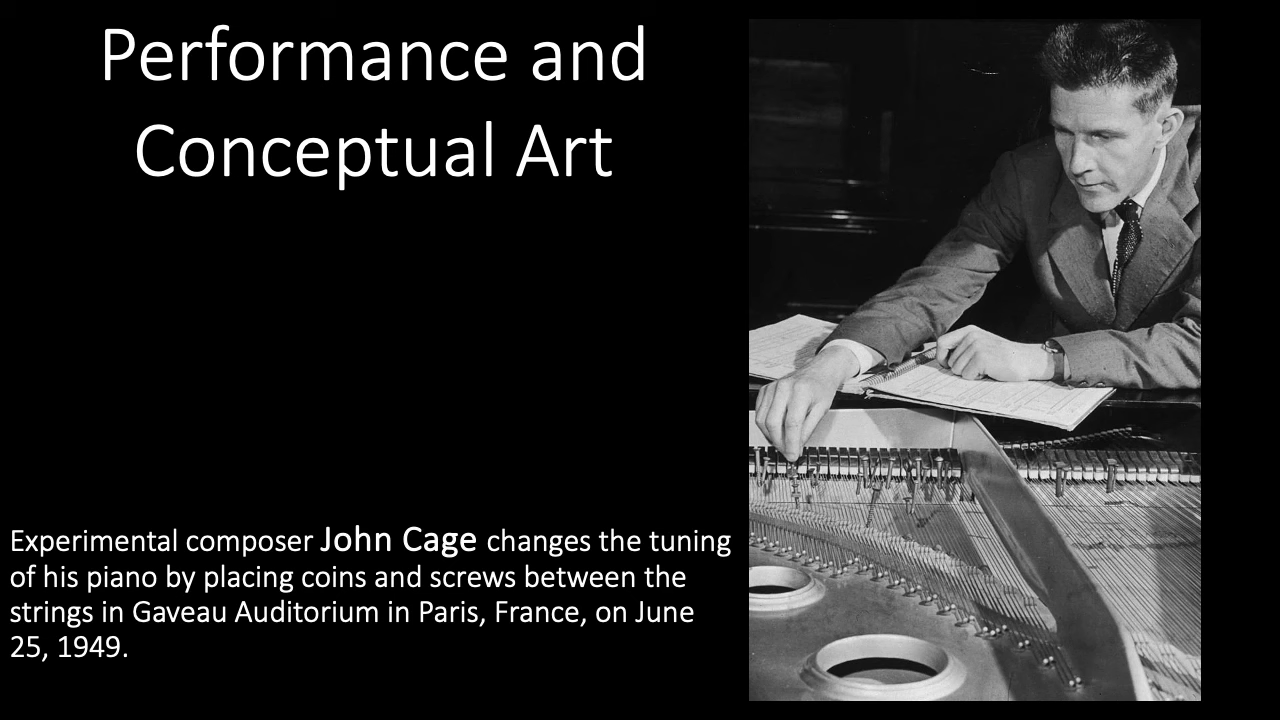 Performance and
Conceptual Art
Experimental composer John Cage changes the tuning
of his piano by placing coins and screws between the
strings in Gaveau Auditorium in Paris, France, on June
25, 1949.